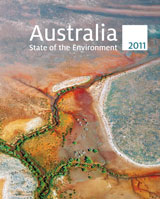 Australia
State of the Environment
2011